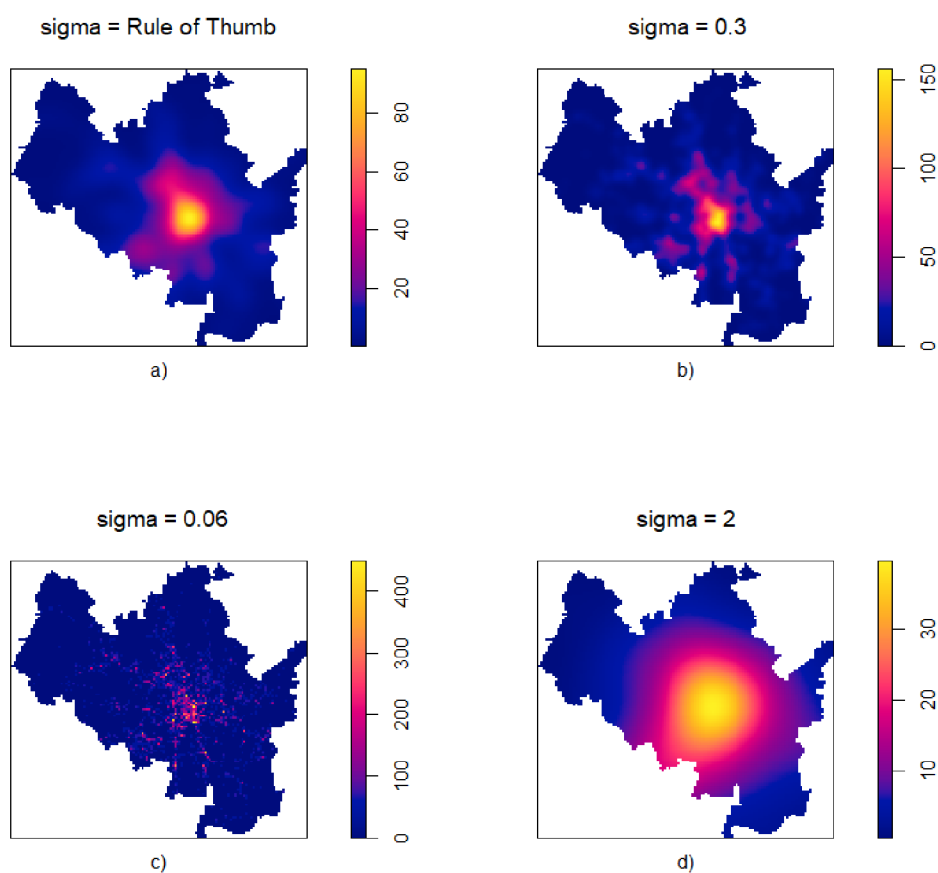 sigma = Rule of Thumb
20 40 60 80
a)
sigma = 0.3
0 50 100 150
b)
sigma = 0.06
0 100 200 300 400
c)
sigma = 2
10 20 30
d)